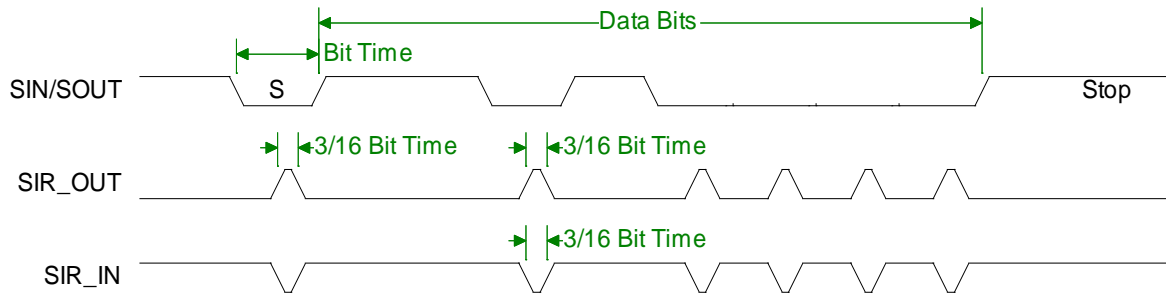 Data Bits
Bit Time
SIN/SOUT
S
Stop
3/16 Bit Time
3/16 Bit Time
SIR_OUT
3/16 Bit Time
SIR_IN